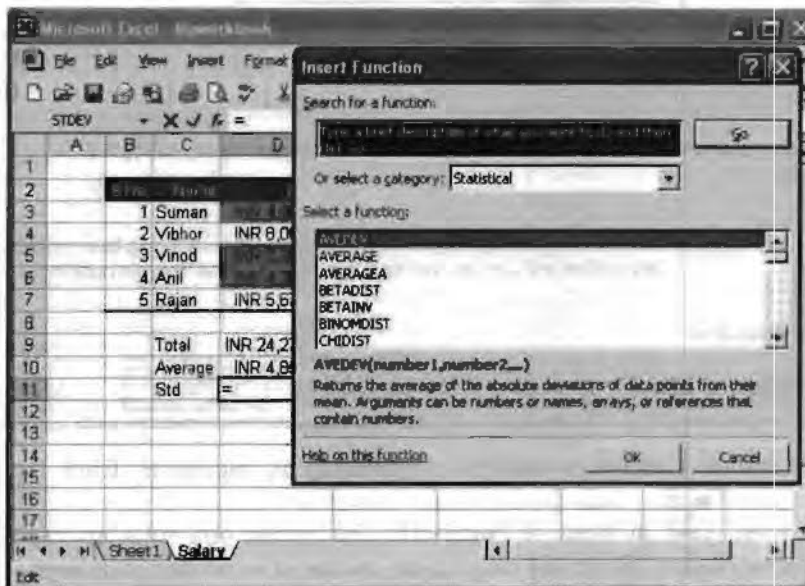 Microsoft Excel
File Edit View Insert Format
STDEV =
A B C D
1
2
3 1 Suman
4 2 Vibhor INR 8,0
5 3 Vinod
6 4 Anil
7 5 Rajan INR 5,6
8
9 Total INR 24,2
10 Average INR 4,8
11 Std =
12
13
14
15
16
17
Sheet1 Salary
Edit
Insert Function
Search for a function:
Go
Or select a category: Statistical
Select a function:
AVEDEV
AVERAGE
AVERAGEA
BETADIST
BETAINV
BINOMDIST
CHIDIST
AVEDEV(number1,number2,...)
Returns the average of the absolute deviations of data points from their
mean. Arguments can be numbers or names, arrays, or references that
contain numbers.
Help on this function
OK Cancel